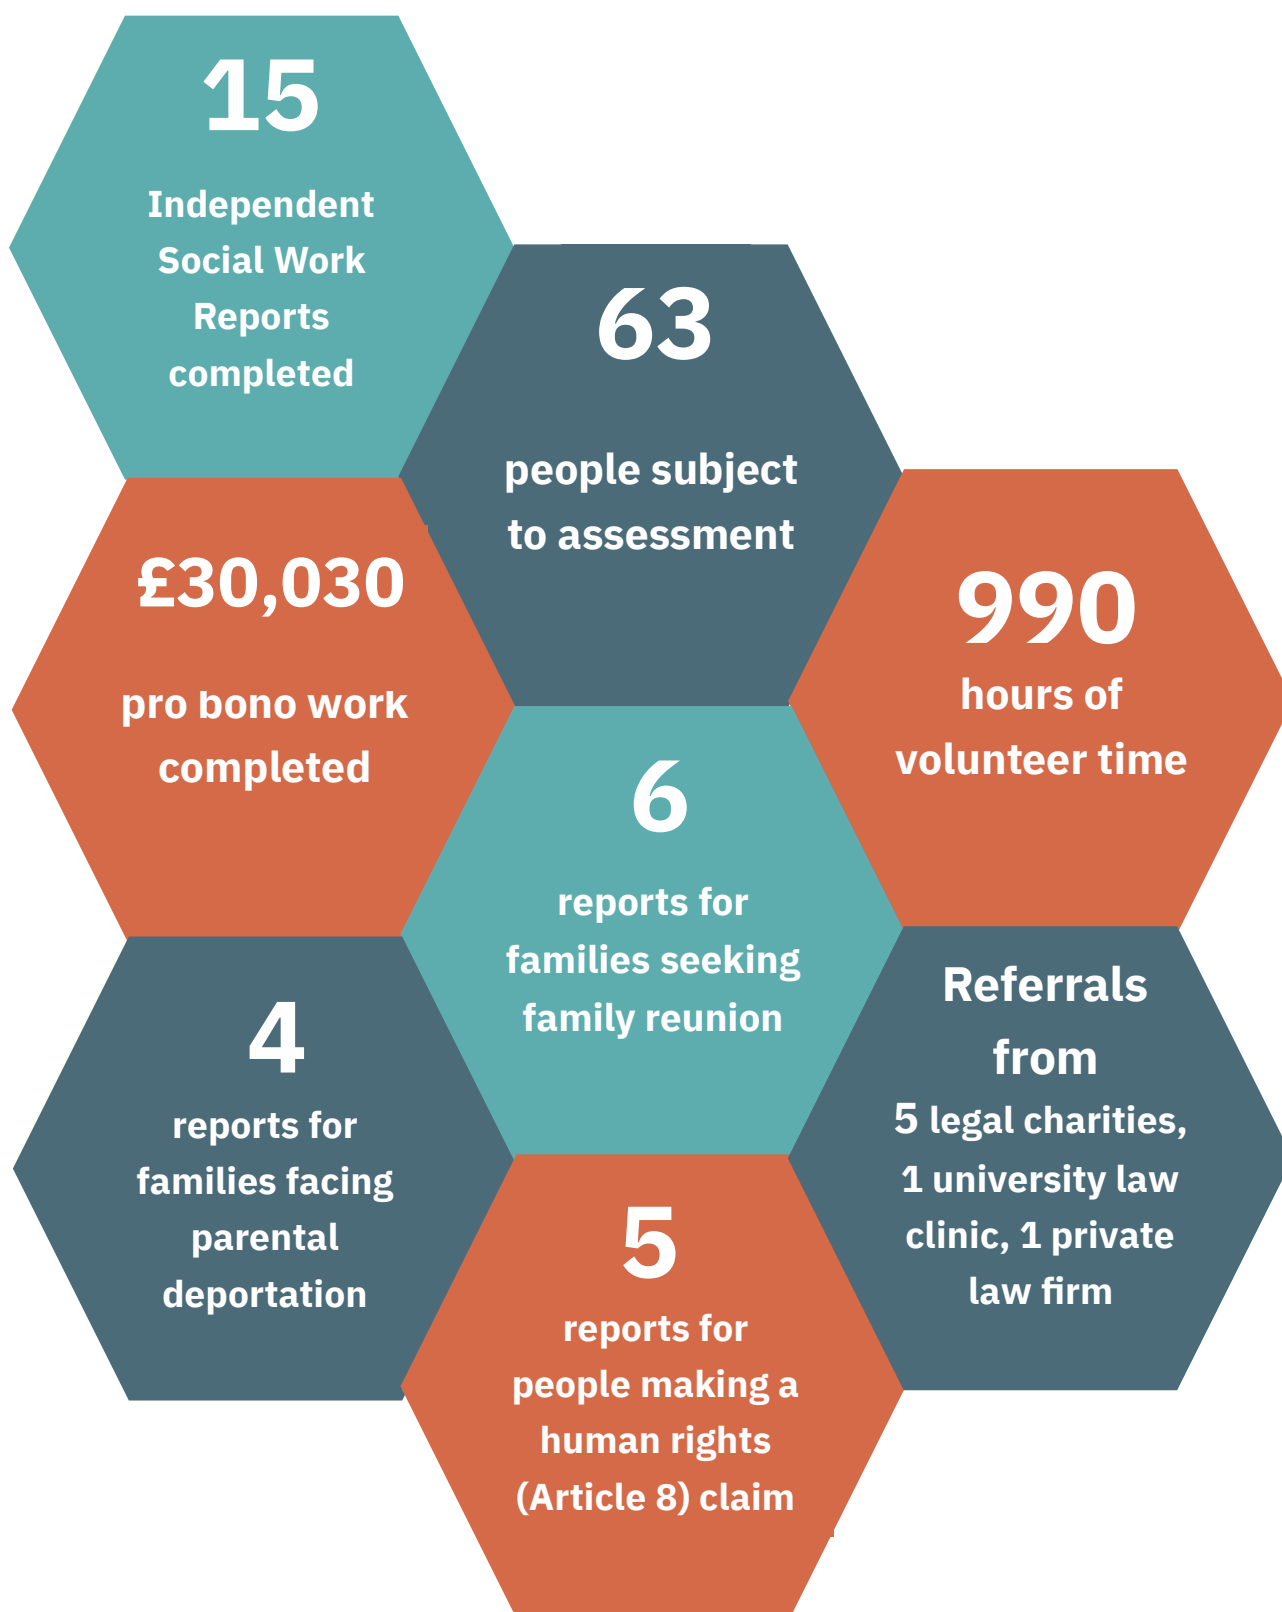 15
Independent
Social Work
Reports
completed
63
people subject
to assessment
£30,030
pro bono work
completed
990
hours of
volunteer time
6
reports for
families seeking
family reunion
4
reports for
families facing
parental
deportation
Referrals
from
5 legal charities,
1 university law
clinic, 1 private
law firm
5
reports for
people making a
human rights
(Article 8) claim